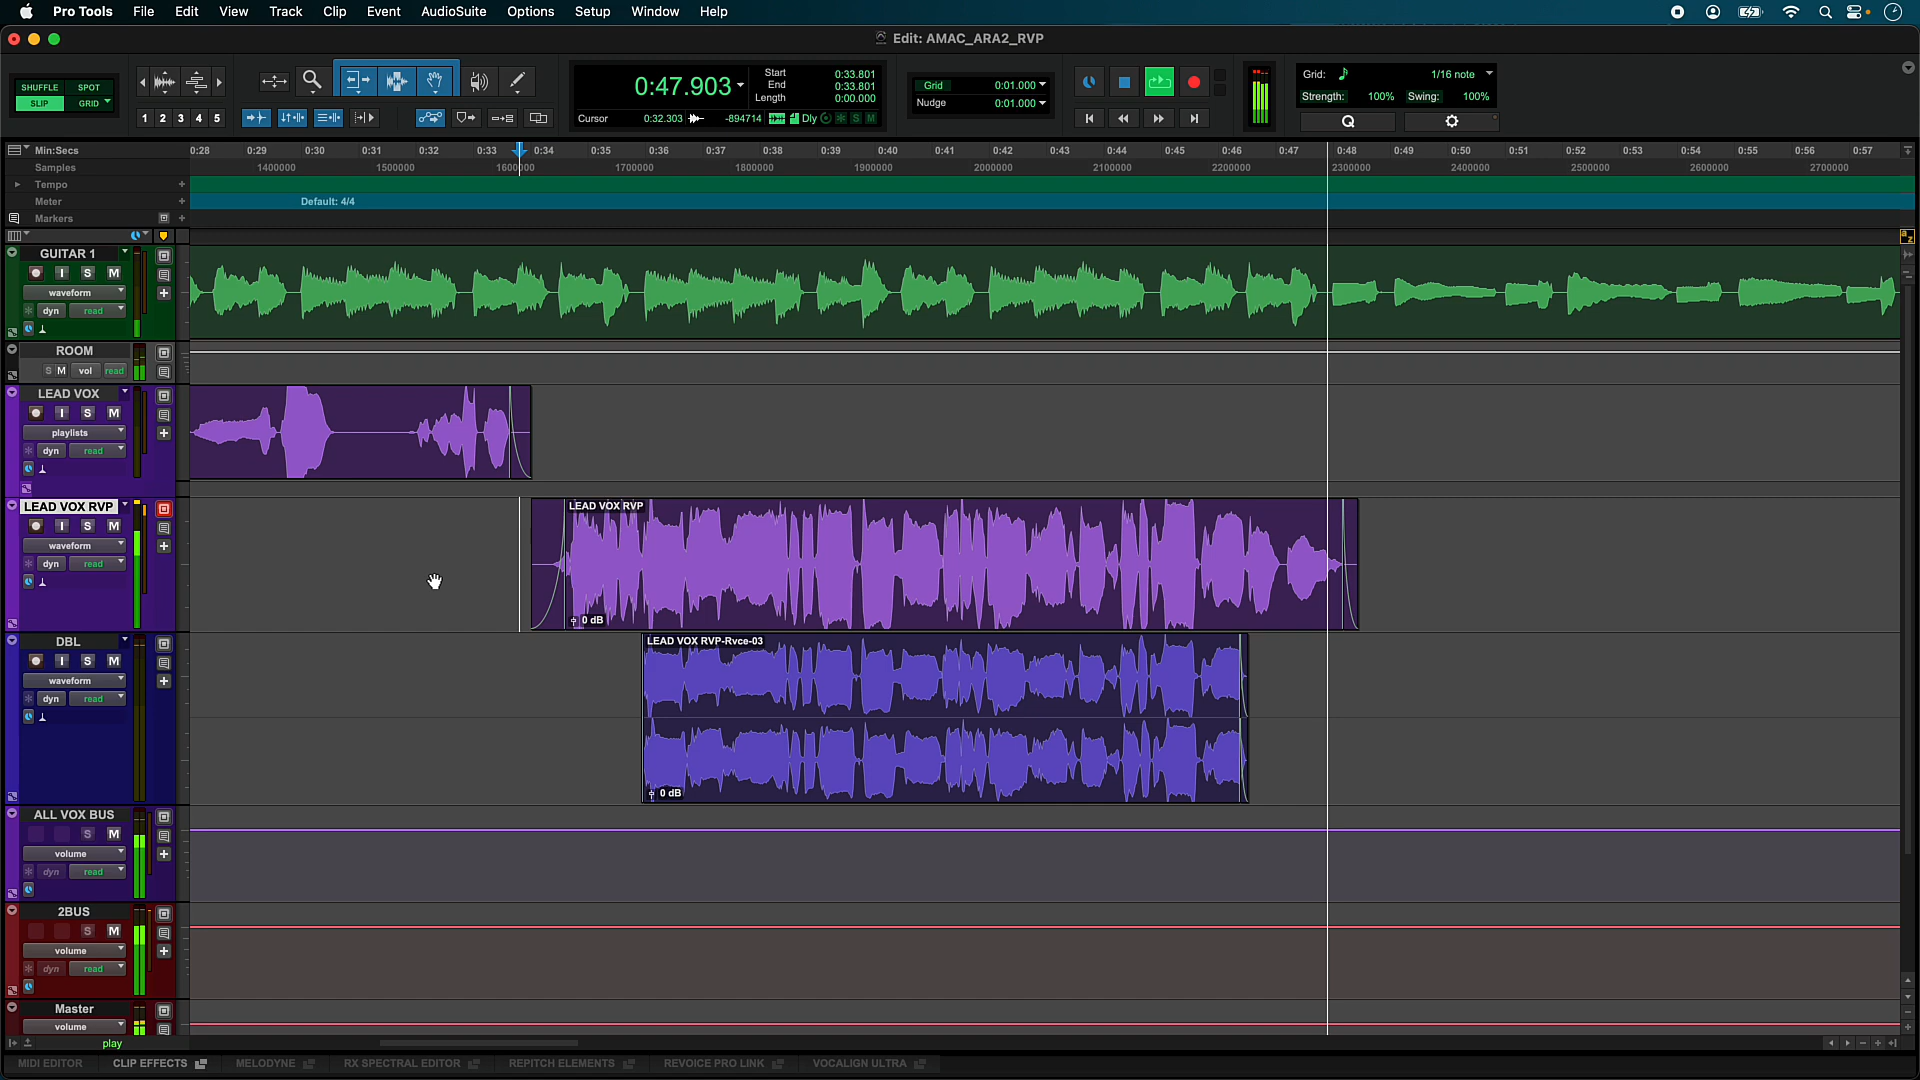 Pro Tools File Edit View Track Clip Event AudioSuite Options Setup Window Help
Edit: AMAC_ARA2_RVP
SHUFFLE SPOT
SLIP GRID
1 2 3 4 5
0:47.903
Start 0:33.801
End 0:33.801
Length 0:00.000
Cursor 0:32.303 -894714 Dly S M
Grid 0:01.000
Nudge 0:01.000
Grid: 1/16 note
Strength: 100% Swing: 100%
Q
Min:Secs 0:28 0:29 0:30 0:31 0:32 0:33 0:34 0:35 0:36 0:37 0:38 0:39 0:40 0:41 0:42 0:43 0:44 0:45 0:46 0:47 0:48 0:49 0:50 0:51 0:52 0:53 0:54 0:55 0:56 0:57
Samples 1400000 1500000 1600000 1700000 1800000 1900000 2000000 2100000 2200000 2300000 2400000 2500000 2600000 2700000
Tempo
Meter Default: 4/4
Markers
a z
GUITAR 1
I S M
waveform
dyn read
ROOM
S M vol read
LEAD VOX
I S M
playlists
dyn read
LEAD VOX RVP
I S M
waveform
dyn read
LEAD VOX RVP
0 dB
DBL
I S M
waveform
dyn read
LEAD VOX RVP-Rvce-03
0 dB
ALL VOX BUS
S M
volume
dyn read
2BUS
S M
volume
dyn read
Master
volume
play
MIDI EDITOR CLIP EFFECTS MELODYNE RX SPECTRAL EDITOR REPITCH ELEMENTS REVOICE PRO LINK VOCALIGN ULTRA